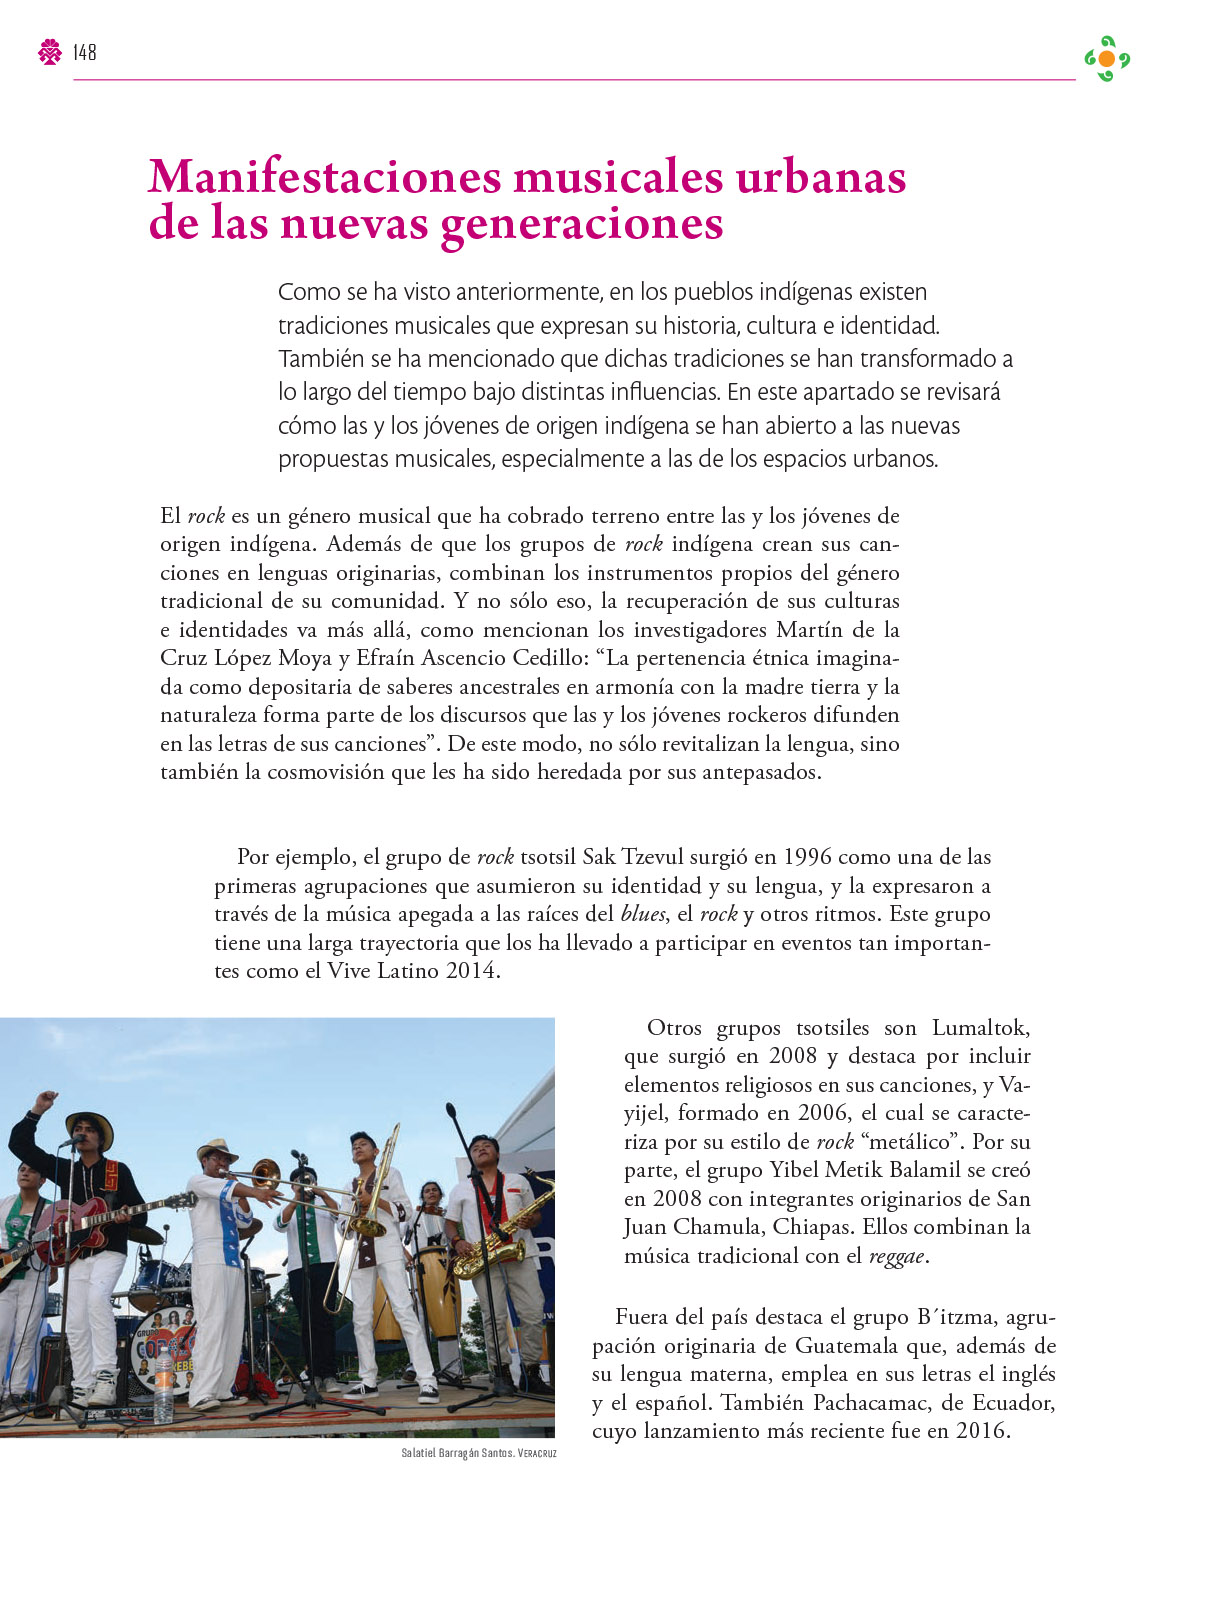 148
Manifestaciones musicales urbanas
de las nuevas generaciones
Como se ha visto anteriormente, en los pueblos indígenas existen
tradiciones musicales que expresan su historia, cultura e identidad.
También se ha mencionado que dichas tradiciones se han transformado a
lo largo del tiempo bajo distintas influencias. En este apartado se revisará
cómo las y los jóvenes de origen indígena se han abierto a las nuevas
propuestas musicales, especialmente a las de los espacios urbanos.
El rock es un género musical que ha cobrado terreno entre las y los jóvenes de
origen indígena. Además de que los grupos de rock indígena crean sus can-
ciones en lenguas originarias, combinan los instrumentos propios del género
tradicional de su comunidad. Y no sólo eso, la recuperación de sus culturas
e identidades va más allá, como mencionan los investigadores Martín de la
Cruz López Moya y Efraín Ascencio Cedillo: “La pertenencia étnica imagina-
da como depositaria de saberes ancestrales en armonía con la madre tierra y la
naturaleza forma parte de los discursos que las y los jóvenes rockeros difunden
en las letras de sus canciones”. De este modo, no sólo revitalizan la lengua, sino
también la cosmovisión que les ha sido heredada por sus antepasados.
Por ejemplo, el grupo de rock tsotsil Sak Tzevul surgió en 1996 como una de las
primeras agrupaciones que asumieron su identidad y su lengua, y la expresaron a
través de la música apegada a las raíces del blues, el rock y otros ritmos. Este grupo
tiene una larga trayectoria que los ha llevado a participar en eventos tan importan-
tes como el Vive Latino 2014.
Otros grupos tsotsiles son Lumaltok,
que surgió en 2008 y destaca por incluir
elementos religiosos en sus canciones, y Va-
yijel, formado en 2006, el cual se caracte-
riza por su estilo de rock “metálico”. Por su
parte, el grupo Yibel Metik Balamil se creó
en 2008 con integrantes originarios de San
Juan Chamula, Chiapas. Ellos combinan la
música tradicional con el reggae.
Fuera del país destaca el grupo B´itzma, agru-
pación originaria de Guatemala que, además de
su lengua materna, emplea en sus letras el inglés
y el español. También Pachacamac, de Ecuador,
cuyo lanzamiento más reciente fue en 2016.
GRUPO
Salatiel Barragán Santos. VERACRUZ